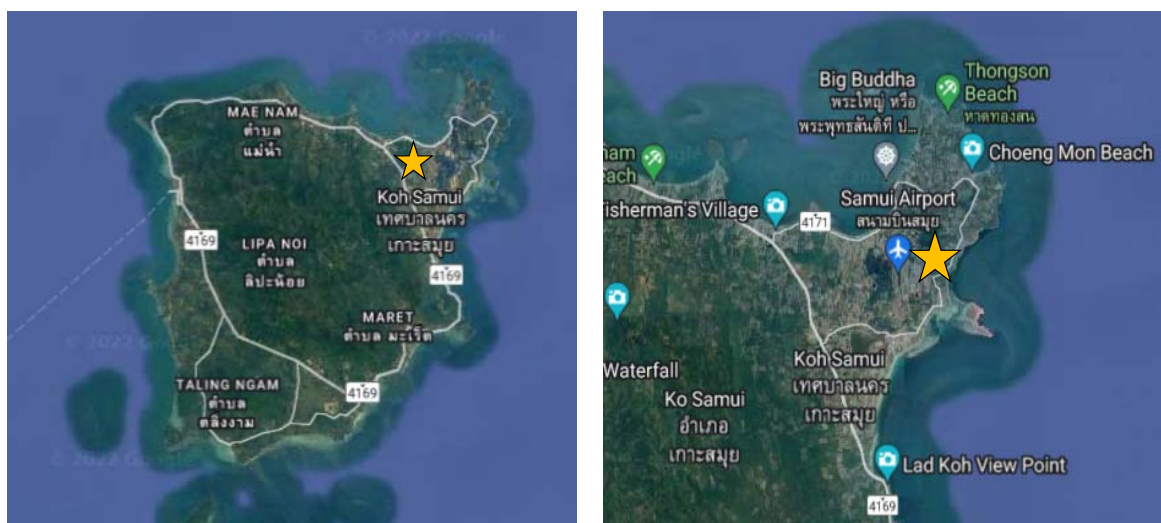 © 2022 Google
MAE NAM
ตำบล
แม่น้ำ
Koh Samui
เทศบาลนคร
เกาะสมุย
4169
LIPA NOI
ตำบล
ลิปะน้อย
4169
MARET
ตำบล มะเร็ต
© 2022
TALING NGAM
ตำบล
ตลิ่งงาม
4169
© 2022 Google
Thongson
Beach
หาดทองสน
Big Buddha
พระใหญ่ หรือ
พระพุทธสันติที ป...
Choeng Mon Beach
ham
each
Samui Airport
สนามบินสมุย
Fisherman's Village
4171
Waterfall
Koh Samui
เทศบาลนคร
เกาะสมุย
Ko Samui
อำเภอ
เกาะสมุย
Lad Koh View Point
4169